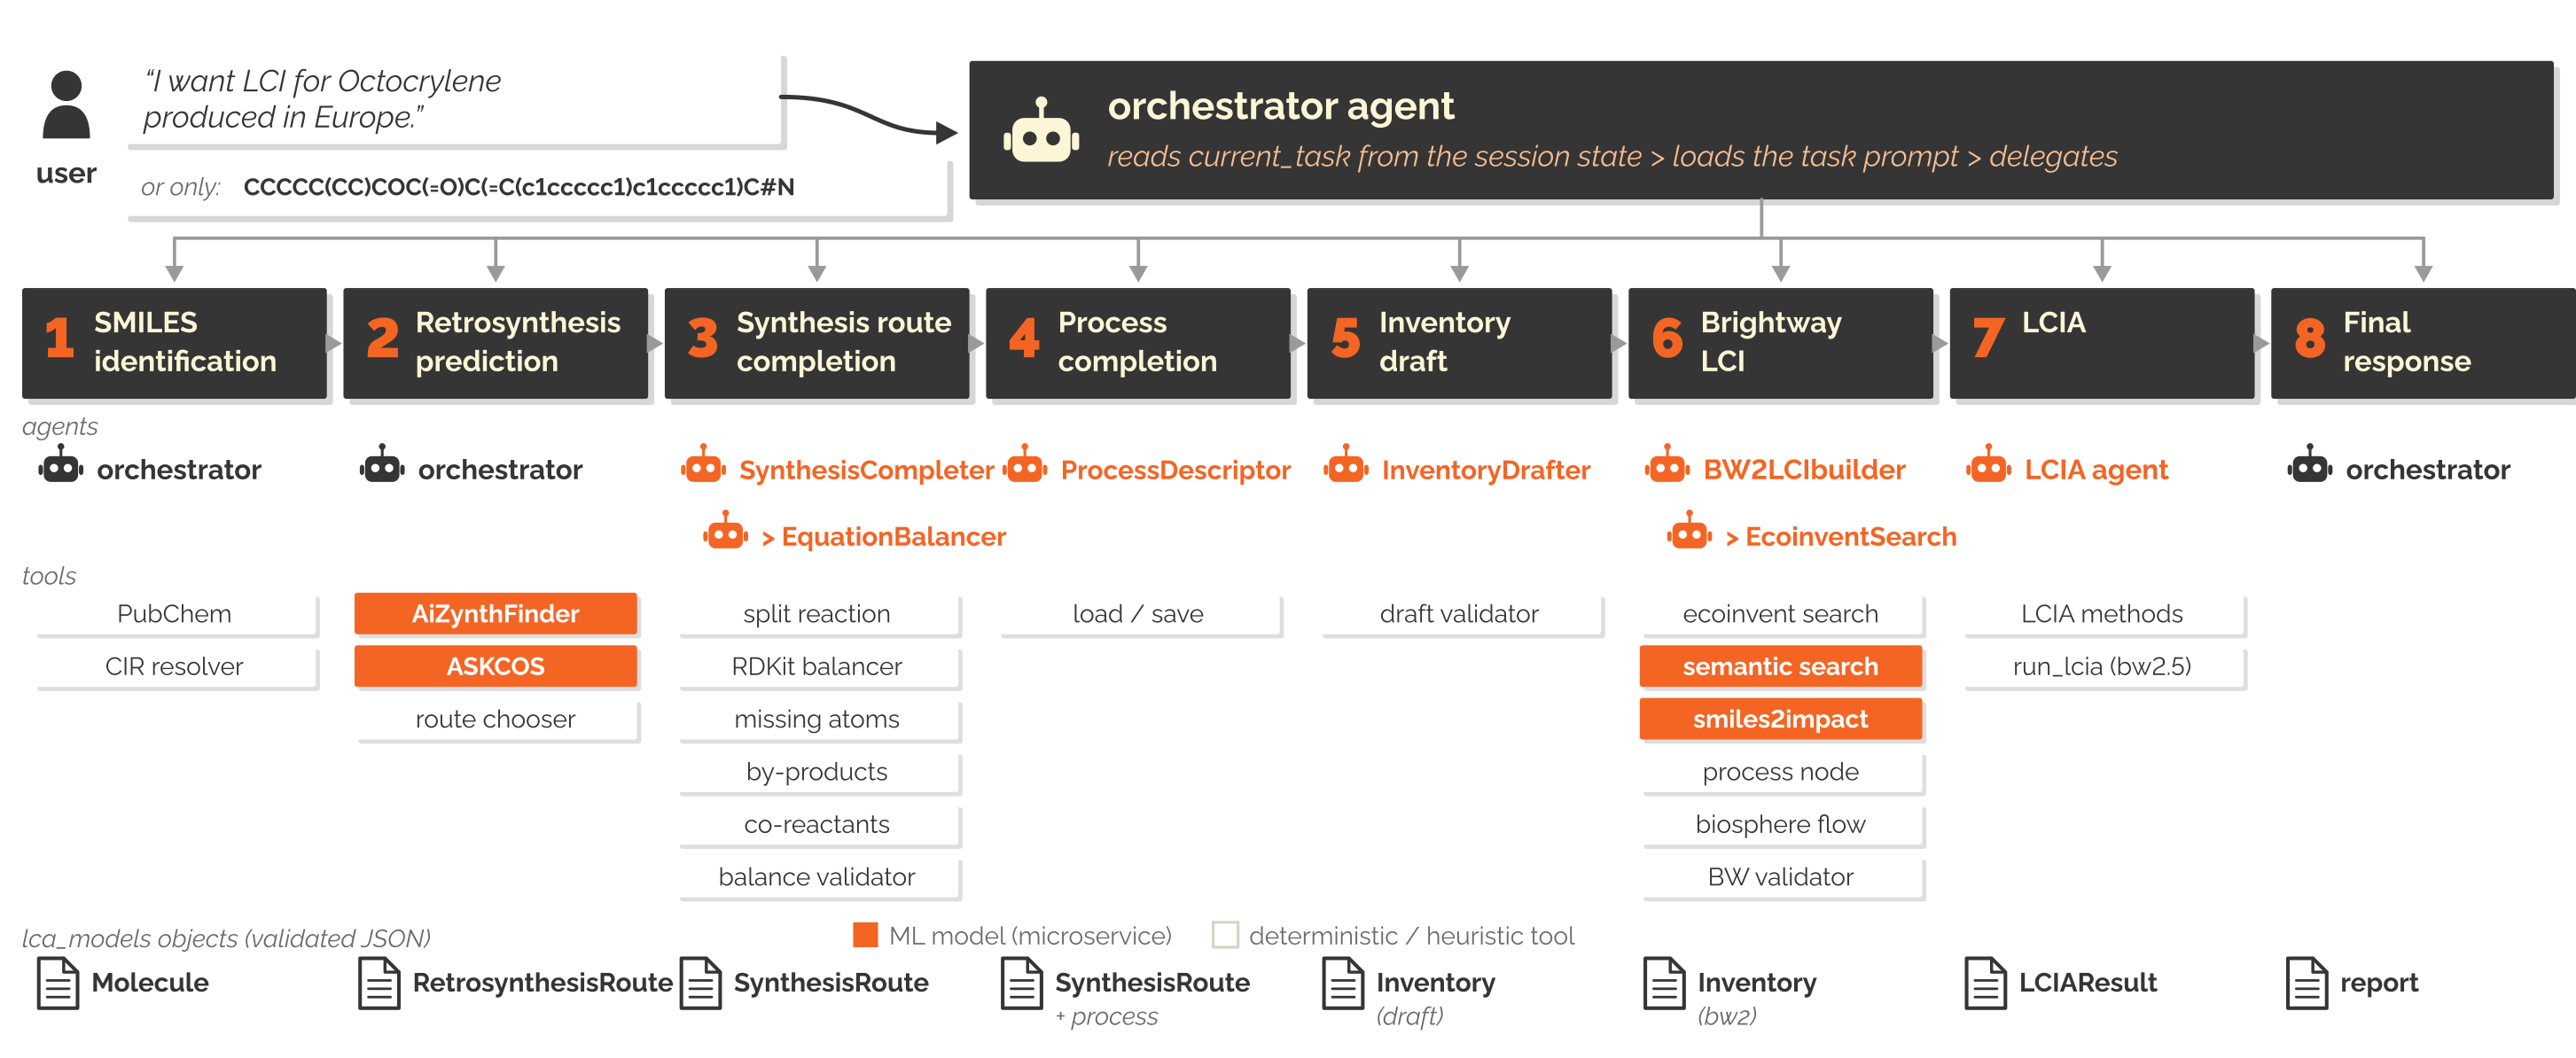 “I want LCI for Octocrylene
produced in Europe.”
user
or only: CCCCC(CC)COC(=O)C(=C(c1ccccc1)c1ccccc1)C#N
orchestrator agent
reads current_task from the session state > loads the task prompt > delegates
1 SMILES
identification
2 Retrosynthesis
prediction
3 Synthesis route
completion
4 Process
completion
5 Inventory
draft
6 Brightway
LCI
7 LCIA
8 Final
response
agents
orchestrator
orchestrator
SynthesisCompleter
ProcessDescriptor
InventoryDrafter
BW2LCIbuilder
LCIA agent
orchestrator
> EquationBalancer
> EcoinventSearch
tools
PubChem
CIR resolver
AiZynthFinder
ASKCOS
route chooser
split reaction
RDKit balancer
missing atoms
by-products
co-reactants
balance validator
load / save
draft validator
ecoinvent search
semantic search
smiles2impact
process node
biosphere flow
BW validator
LCIA methods
run_lcia (bw2.5)
ML model (microservice)
deterministic / heuristic tool
lca_models objects (validated JSON)
Molecule
RetrosynthesisRoute
SynthesisRoute
SynthesisRoute
+ process
Inventory
(draft)
Inventory
(bw2)
LCIAResult
report